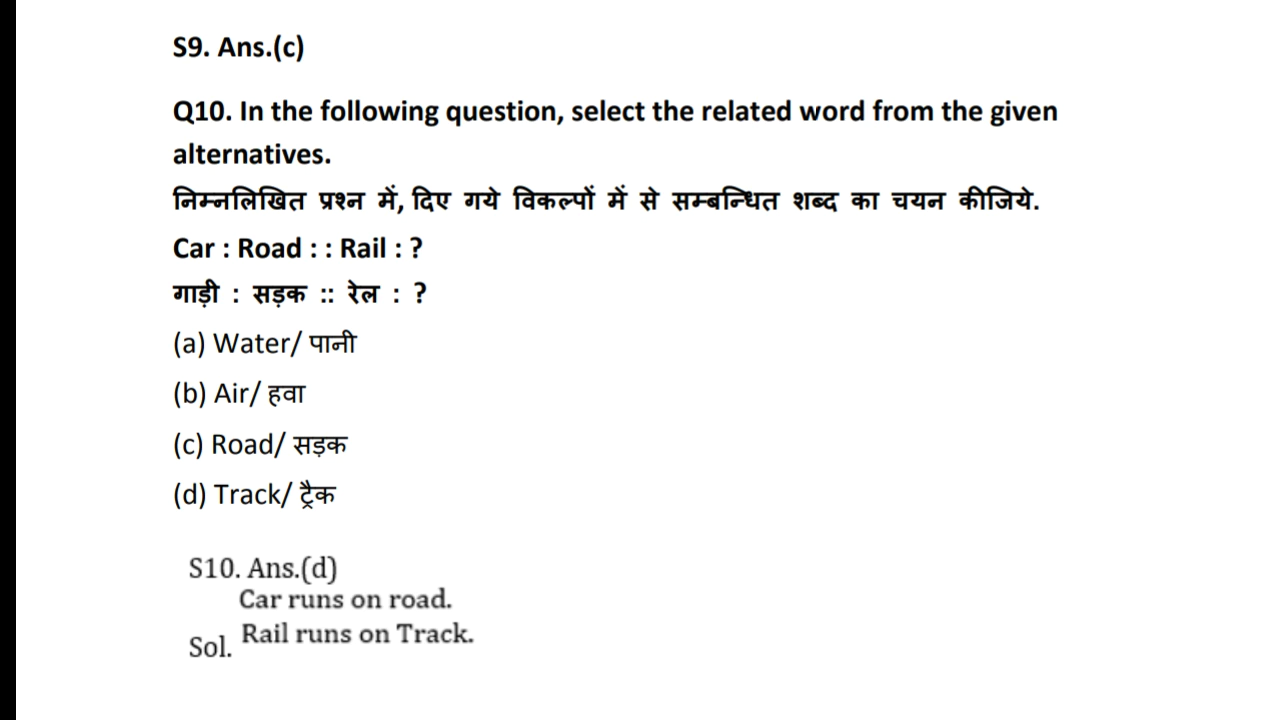 S9. Ans.(c)
Q10. In the following question, select the related word from the given
alternatives.
निम्नलिखित प्रश्न में, दिए गये विकल्पों में से सम्बन्धित शब्द का चयन कीजिये.
Car : Road : : Rail : ?
गाड़ी : सड़क :: रेल : ?
(a) Water/ पानी
(b) Air/ हवा
(c) Road/ सड़क
(d) Track/ ट्रैक
S10. Ans.(d)
Car runs on road.
Sol. Rail runs on Track.